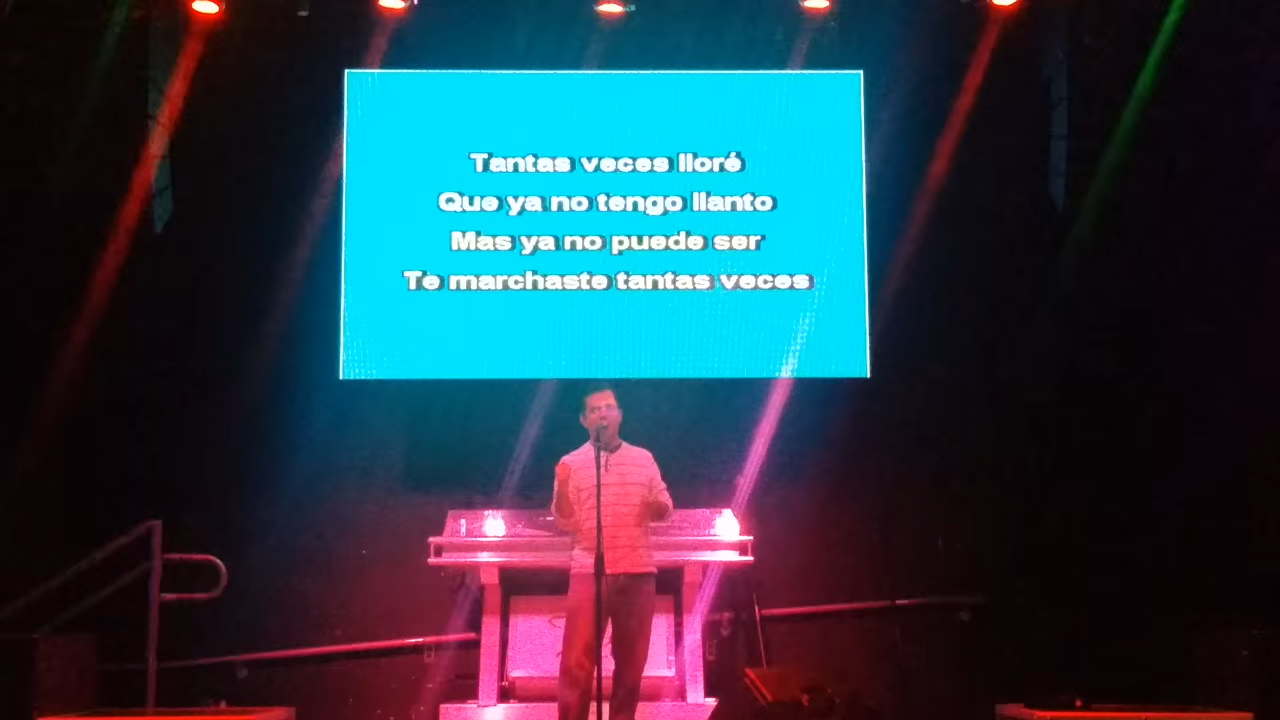 Tantas veces lloré
Que ya no tengo llanto
Mas ya no puede ser
Te marchaste tantas veces